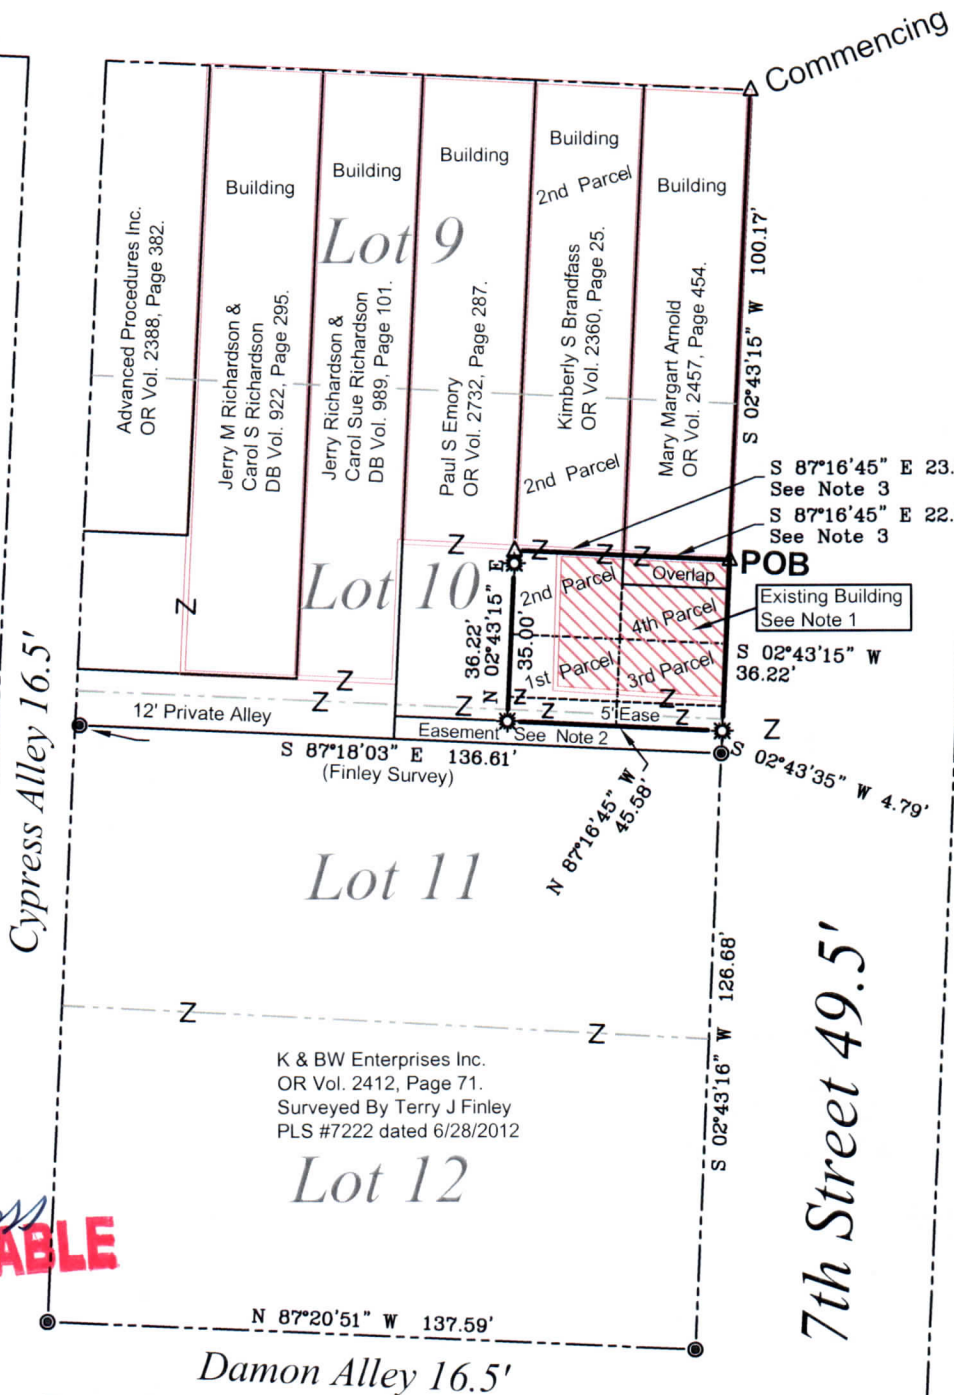 Commencing
Building
Building
Building
Building
Building
2nd Parcel
Lot 9
Advanced Procedures Inc.
OR Vol. 2388, Page 382.
Jerry M Richardson &
Carol S Richardson
DB Vol. 922, Page 295.
Jerry Richardson &
Carol Sue Richardson
DB Vol. 989, Page 101.
Paul S Emory
OR Vol. 2732, Page 287.
Kimberly S Brandfass
OR Vol. 2360, Page 25.
Mary Margart Arnold
OR Vol. 2457, Page 454.
S 02°43'15" W 100.17'
2nd Parcel
S 87°16'45" E 23.
See Note 3
S 87°16'45" E 22.
See Note 3
Z
Z
Z
Z
POB
Lot 10
Z
36.22'
N 02°43'15" E
35.00'
2nd Parcel
Overlap
4th Parcel
Existing Building
See Note 1
1st Parcel
3rd Parcel
S 02°43'15" W
36.22'
Z
Z
Z
Z
Z
Z
Z
Z
12' Private Alley
5' Ease
Easement See Note 2
S 87°18'03" E 136.61'
(Finley Survey)
S 02°43'35" W 4.79'
N 87°16'45" W
45.58'
Cypress Alley 16.5'
Lot 11
S 02°43'16" W 126.68'
7th Street 49.5'
Z
Z
K & BW Enterprises Inc.
OR Vol. 2412, Page 71.
Surveyed By Terry J Finley
PLS #7222 dated 6/28/2012
Lot 12
ABLE
N 87°20'51" W 137.59'
Damon Alley 16.5'